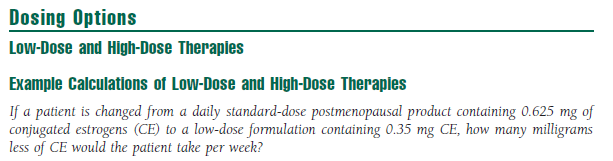 Dosing Options
Low-Dose and High-Dose Therapies
Example Calculations of Low-Dose and High-Dose Therapies
If a patient is changed from a daily standard-dose postmenopausal product containing 0.625 mg of
conjugated estrogens (CE) to a low-dose formulation containing 0.35 mg CE, how many milligrams
less of CE would the patient take per week?